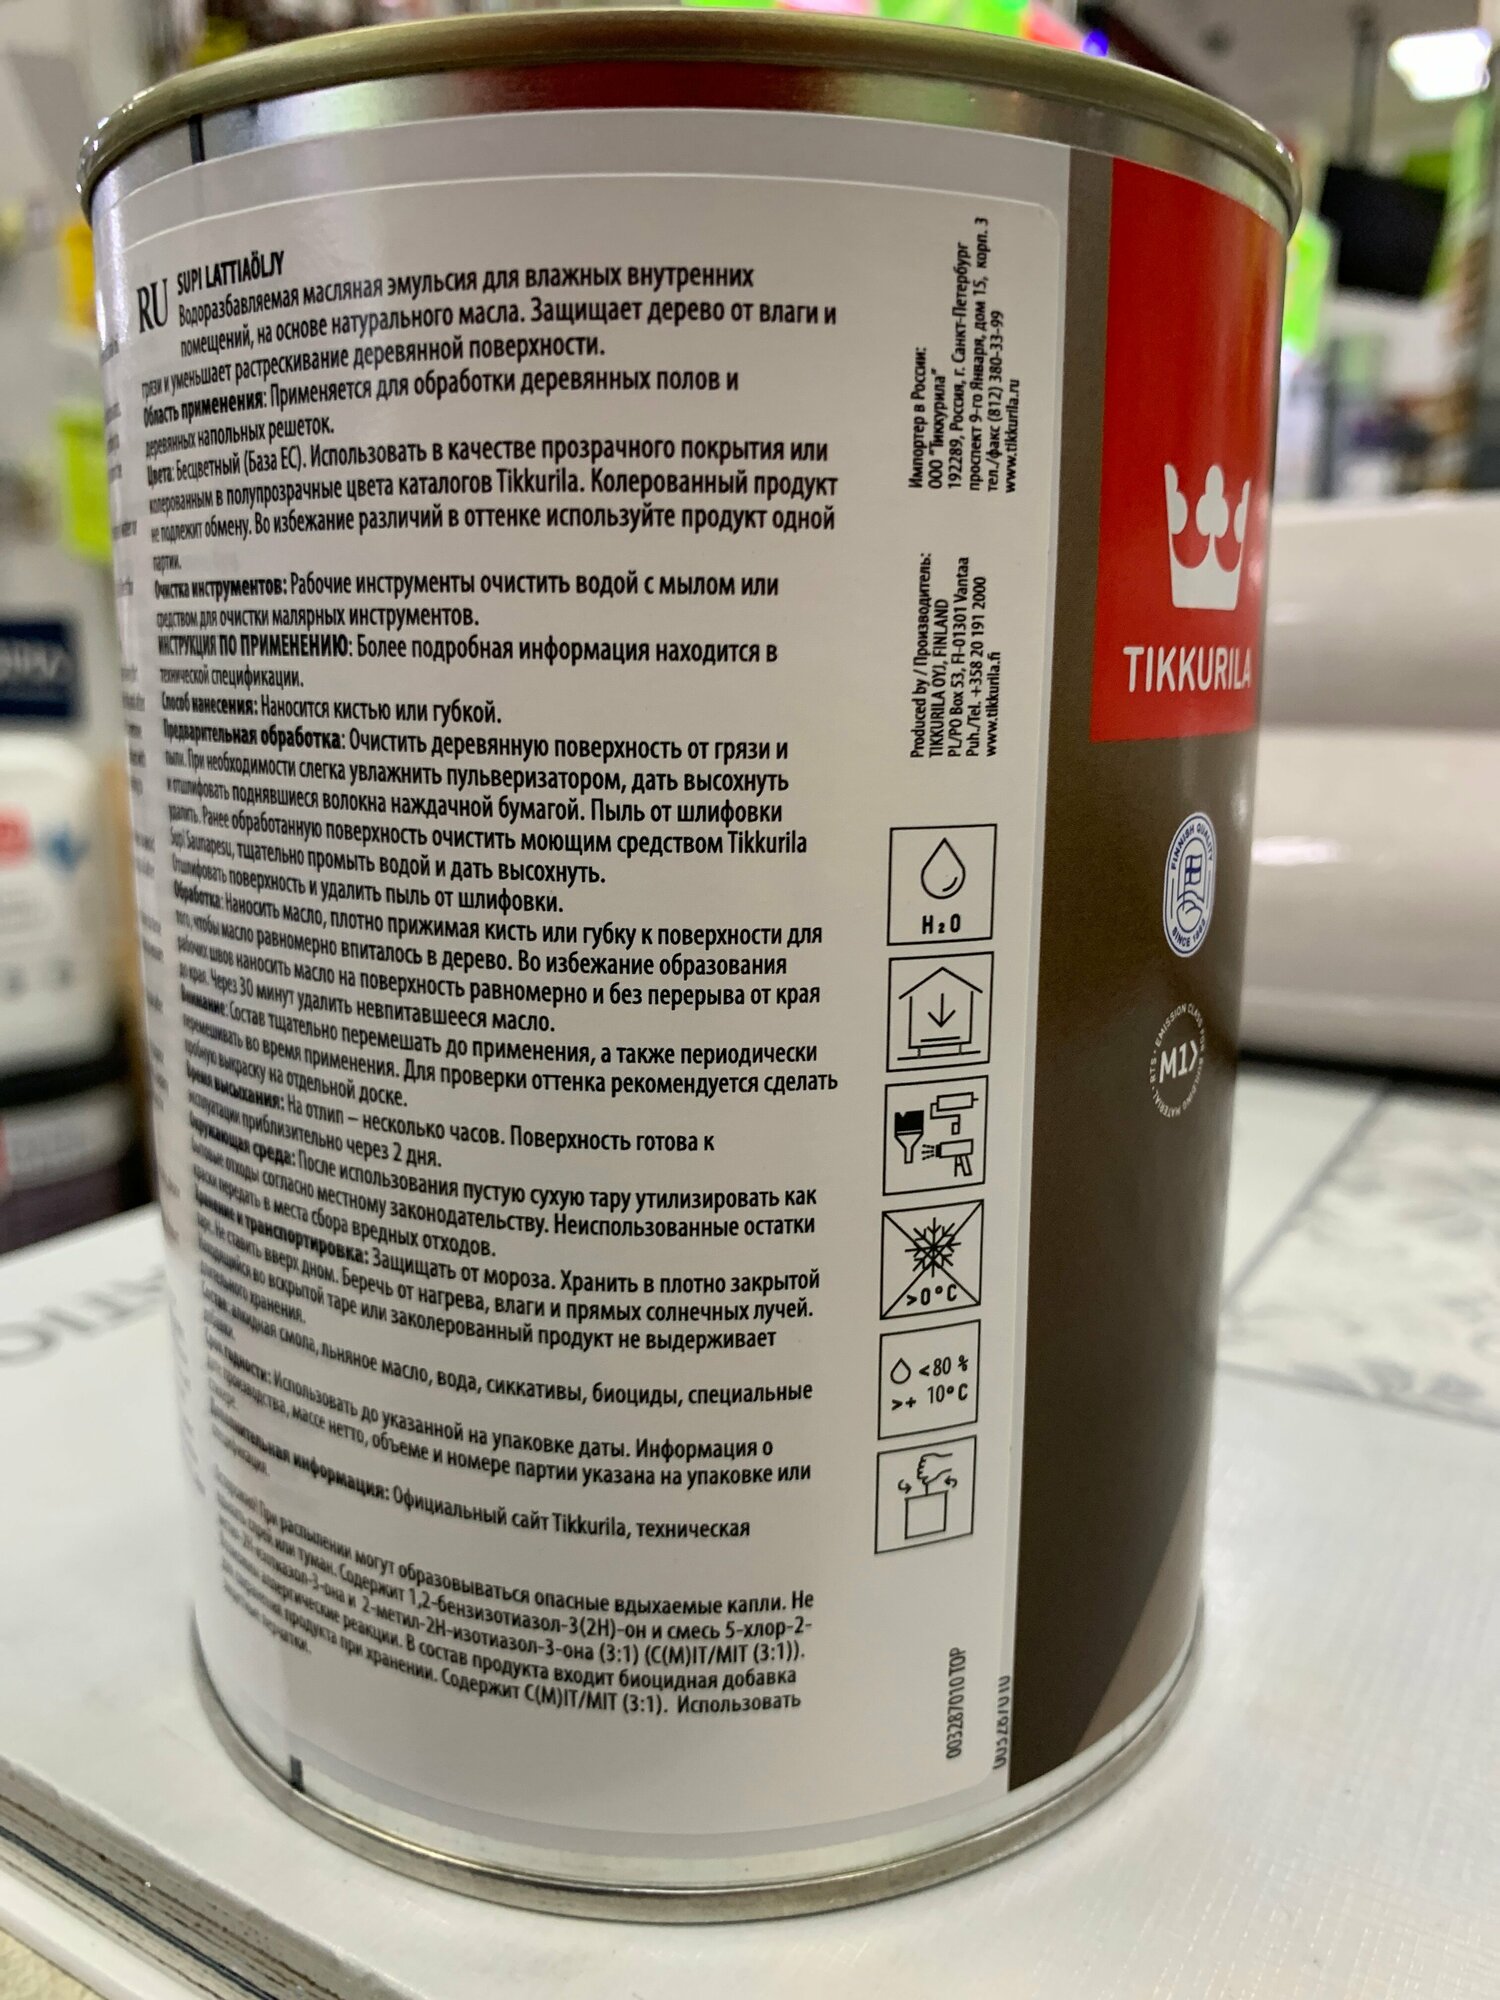 RU
SUPI LATTIAÖLJY
Водоразбавляемая масляная эмульсия для влажных внутренних
помещений, на основе натурального масла. Защищает дерево от влаги и
грязи и уменьшает растрескивание деревянной поверхности.
Область применения: Применяется для обработки деревянных полов и
деревянных напольных решеток.
Цвета: Бесцветный (База EC). Использовать в качестве прозрачного покрытия или
колерованным в полупрозрачные цвета каталогов Tikkurila. Колерованный продукт
не подлежит обмену. Во избежание различий в оттенке используйте продукт одной
партии.
Очистка инструментов: Рабочие инструменты очистить водой с мылом или
средством для очистки малярных инструментов.
ИНСТРУКЦИЯ ПО ПРИМЕНЕНИЮ: Более подробная информация находится в
технической спецификации.
Способ нанесения: Наносится кистью или губкой.
Предварительная обработка: Очистить деревянную поверхность от грязи и
пыли. При необходимости слегка увлажнить пульверизатором, дать высохнуть
и отшлифовать поднявшиеся волокна наждачной бумагой. Пыль от шлифовки
удалить. Ранее обработанную поверхность очистить моющим средством Tikkurila
Supi Saunapesu, тщательно промыть водой и дать высохнуть.
Отшлифовать поверхность и удалить пыль от шлифовки.
Обработка: Наносить масло, плотно прижимая кисть или губку к поверхности для
того, чтобы масло равномерно впиталось в дерево. Во избежание образования
рабочих швов наносить масло на поверхность равномерно и без перерыва от края
до края. Через 30 минут удалить невпитавшееся масло.
Внимание: Состав тщательно перемешать до применения, а также периодически
перемешивать во время применения. Для проверки оттенка рекомендуется сделать
пробную выкраску на отдельной доске.
Время высыхания: На отлип – несколько часов. Поверхность готова к
эксплуатации приблизительно через 2 дня.
Окружающая среда: После использования пустую сухую тару утилизировать как
бытовые отходы согласно местному законодательству. Неиспользованные остатки
краски передать в места сбора вредных отходов.
Хранение и транспортировка: Защищать от мороза. Хранить в плотно закрытой
таре. Не ставить вверх дном. Беречь от нагрева, влаги и прямых солнечных лучей.
Находящийся во вскрытой таре или заколерованный продукт не выдерживает
длительного хранения.
Состав: алкидная смола, льняное масло, вода, сиккативы, биоциды, специальные
добавки.
Срок годности: Использовать до указанной на упаковке даты. Информация о
дате производства, массе нетто, объеме и номере партии указана на упаковке или
Дополнительная информация: Официальный сайт Tikkurila, техническая
спецификация.
Осторожно! При распылении могут образовываться опасные вдыхаемые капли. Не
вдыхать спрей или туман. Содержит 1,2-бензизотиазол-3(2H)-он и смесь 5-хлор-2-
метил-2H-изотиазол-3-она и 2-метил-2H-изотиазол-3-она (3:1) (C(M)IT/MIT (3:1)).
Возможны аллергические реакции. В состав продукта входит биоцидная добавка
для сохранения продукта при хранении. Содержит C(M)IT/MIT (3:1). Использовать
защитные перчатки.
Импортер в России:
ООО "Тиккурила"
192289, Россия, г. Санкт-Петербург
проспект 9-го Января, дом 15, корп. 3
тел./факс (812) 380-33-99
www.tikkurila.ru
Produced by / Производитель:
TIKKURILA OYJ, FINLAND
PL/PO Box 53, FI-01301 Vantaa
Puh./Tel. +358 20 191 2000
www.tikkurila.fi
H₂O
>0°C
<80 %
>+ 10°C
003287010 TOP
003287010
TIKKURILA
FINNISH QUALITY
SINCE 1862
M1
RTS · EMISSION CLASS FOR BUILDING MATERIAL